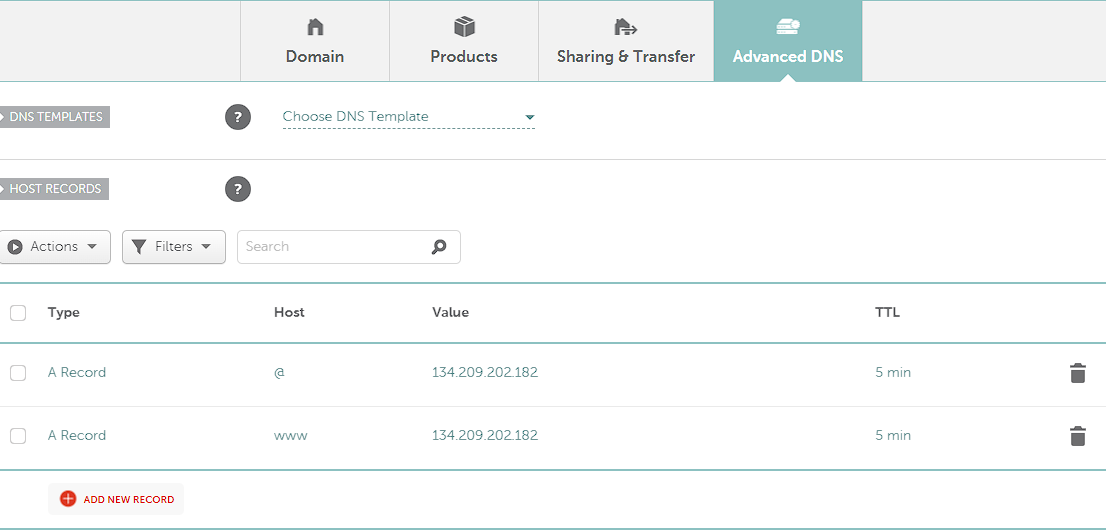 Domain Products Sharing & Transfer Advanced DNS
DNS TEMPLATES ? Choose DNS Template
HOST RECORDS ?
Actions Filters Search
Type Host Value TTL
A Record @ 134.209.202.182 5 min
A Record www 134.209.202.182 5 min
ADD NEW RECORD